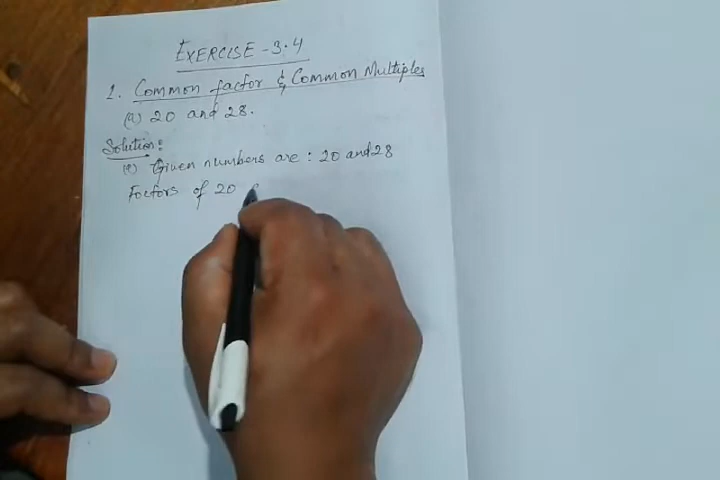 EXERCISE - 3.4
1. Common factor & Common Multiples
(a) 20 and 28.
Solution:
(a) Given numbers are : 20 and 28
Factors of 20